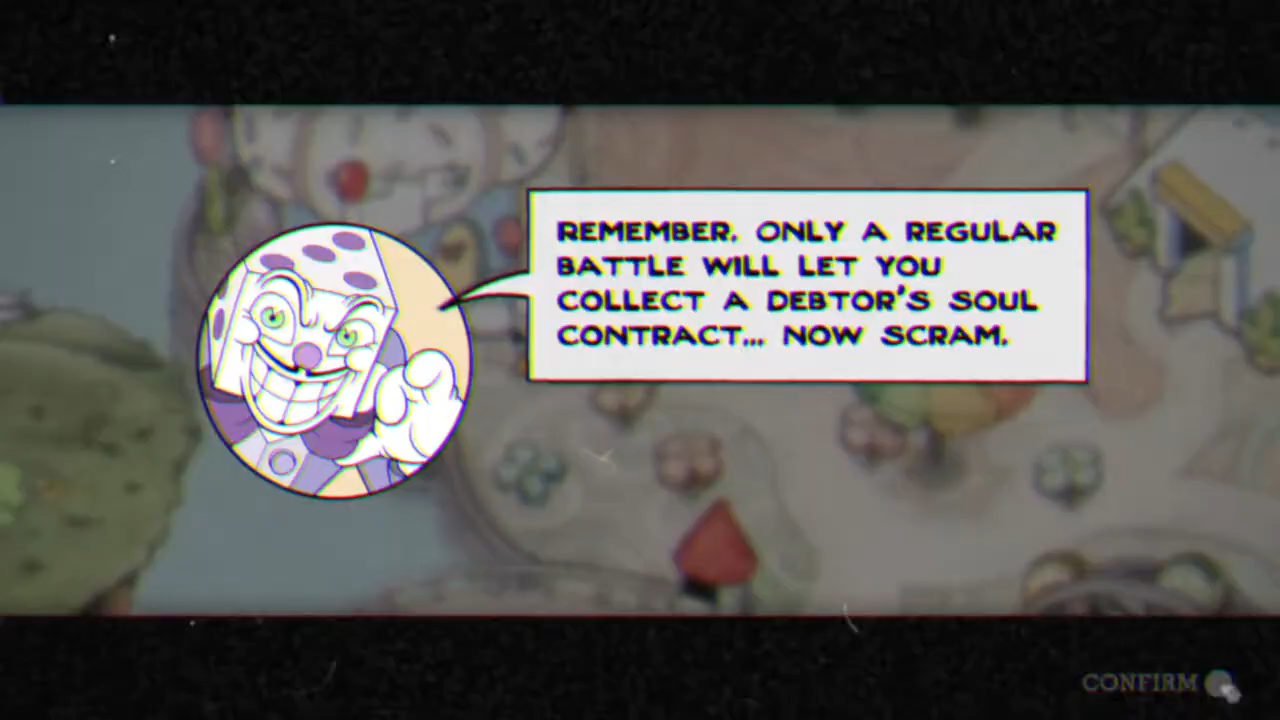 REMEMBER. ONLY A REGULAR
BATTLE WILL LET YOU
COLLECT A DEBTOR'S SOUL
CONTRACT... NOW SCRAM.
CONFIRM